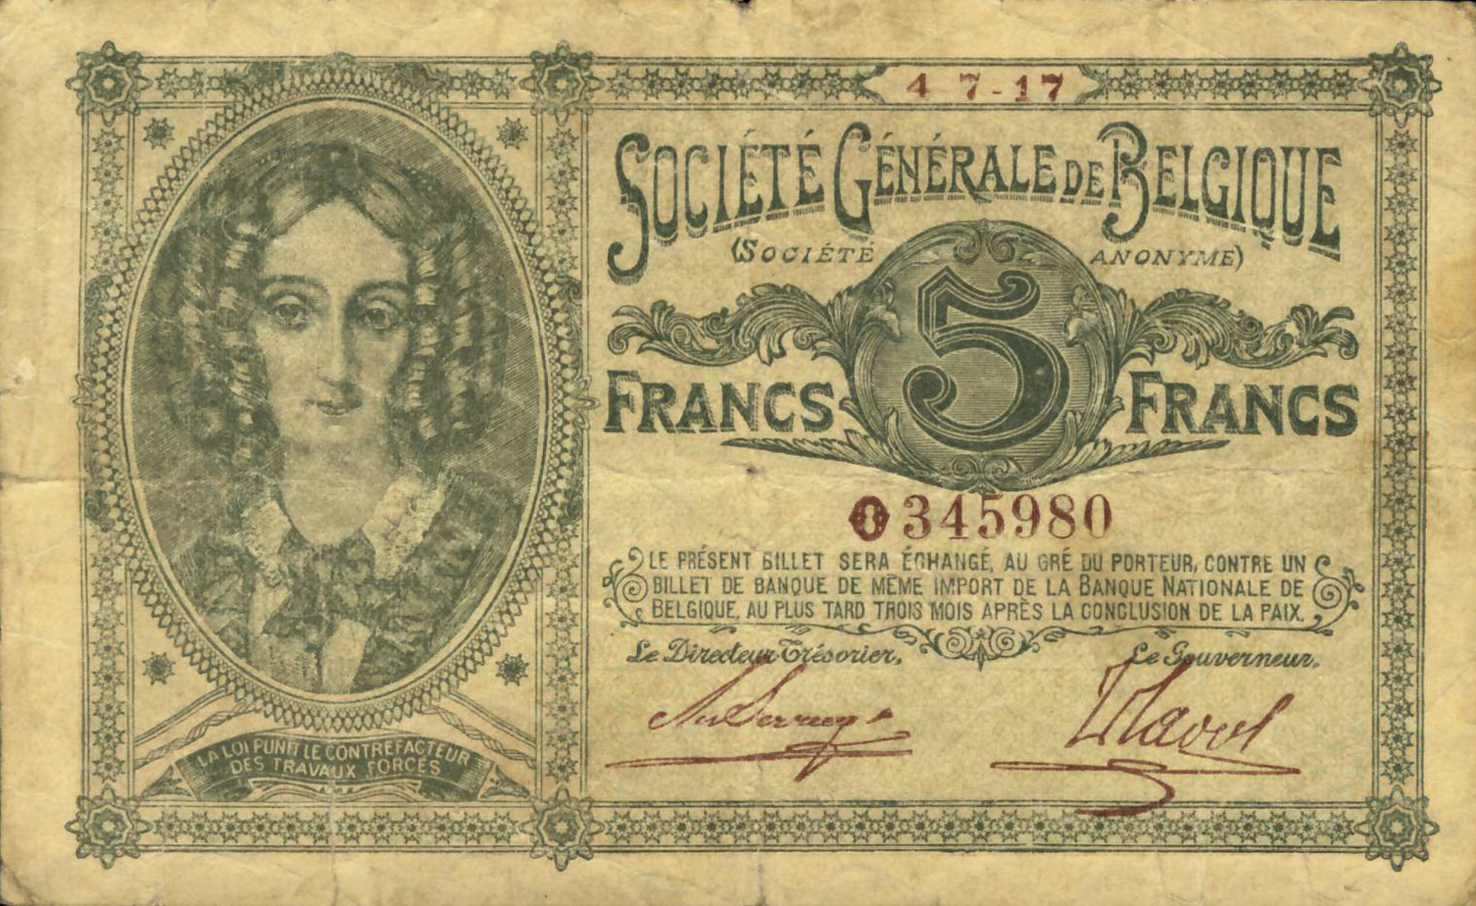 4-7-17
SOCIÉTÉ GÉNÉRALE DE BELGIQUE
(SOCIÉTÉ ANONYME)
5
FRANCS FRANCS
345980
LE PRÉSENT BILLET SERA ÉCHANGÉ, AU GRÉ DU PORTEUR, CONTRE UN
BILLET DE BANQUE DE MÊME IMPORT DE LA BANQUE NATIONALE DE
BELGIQUE, AU PLUS TARD TROIS MOIS APRÈS LA CONCLUSION DE LA PAIX.
Le Directeur-Trésorier, Le Gouverneur,
LA LOI PUNIT LE CONTREFACTEUR
DES TRAVAUX FORCÉS